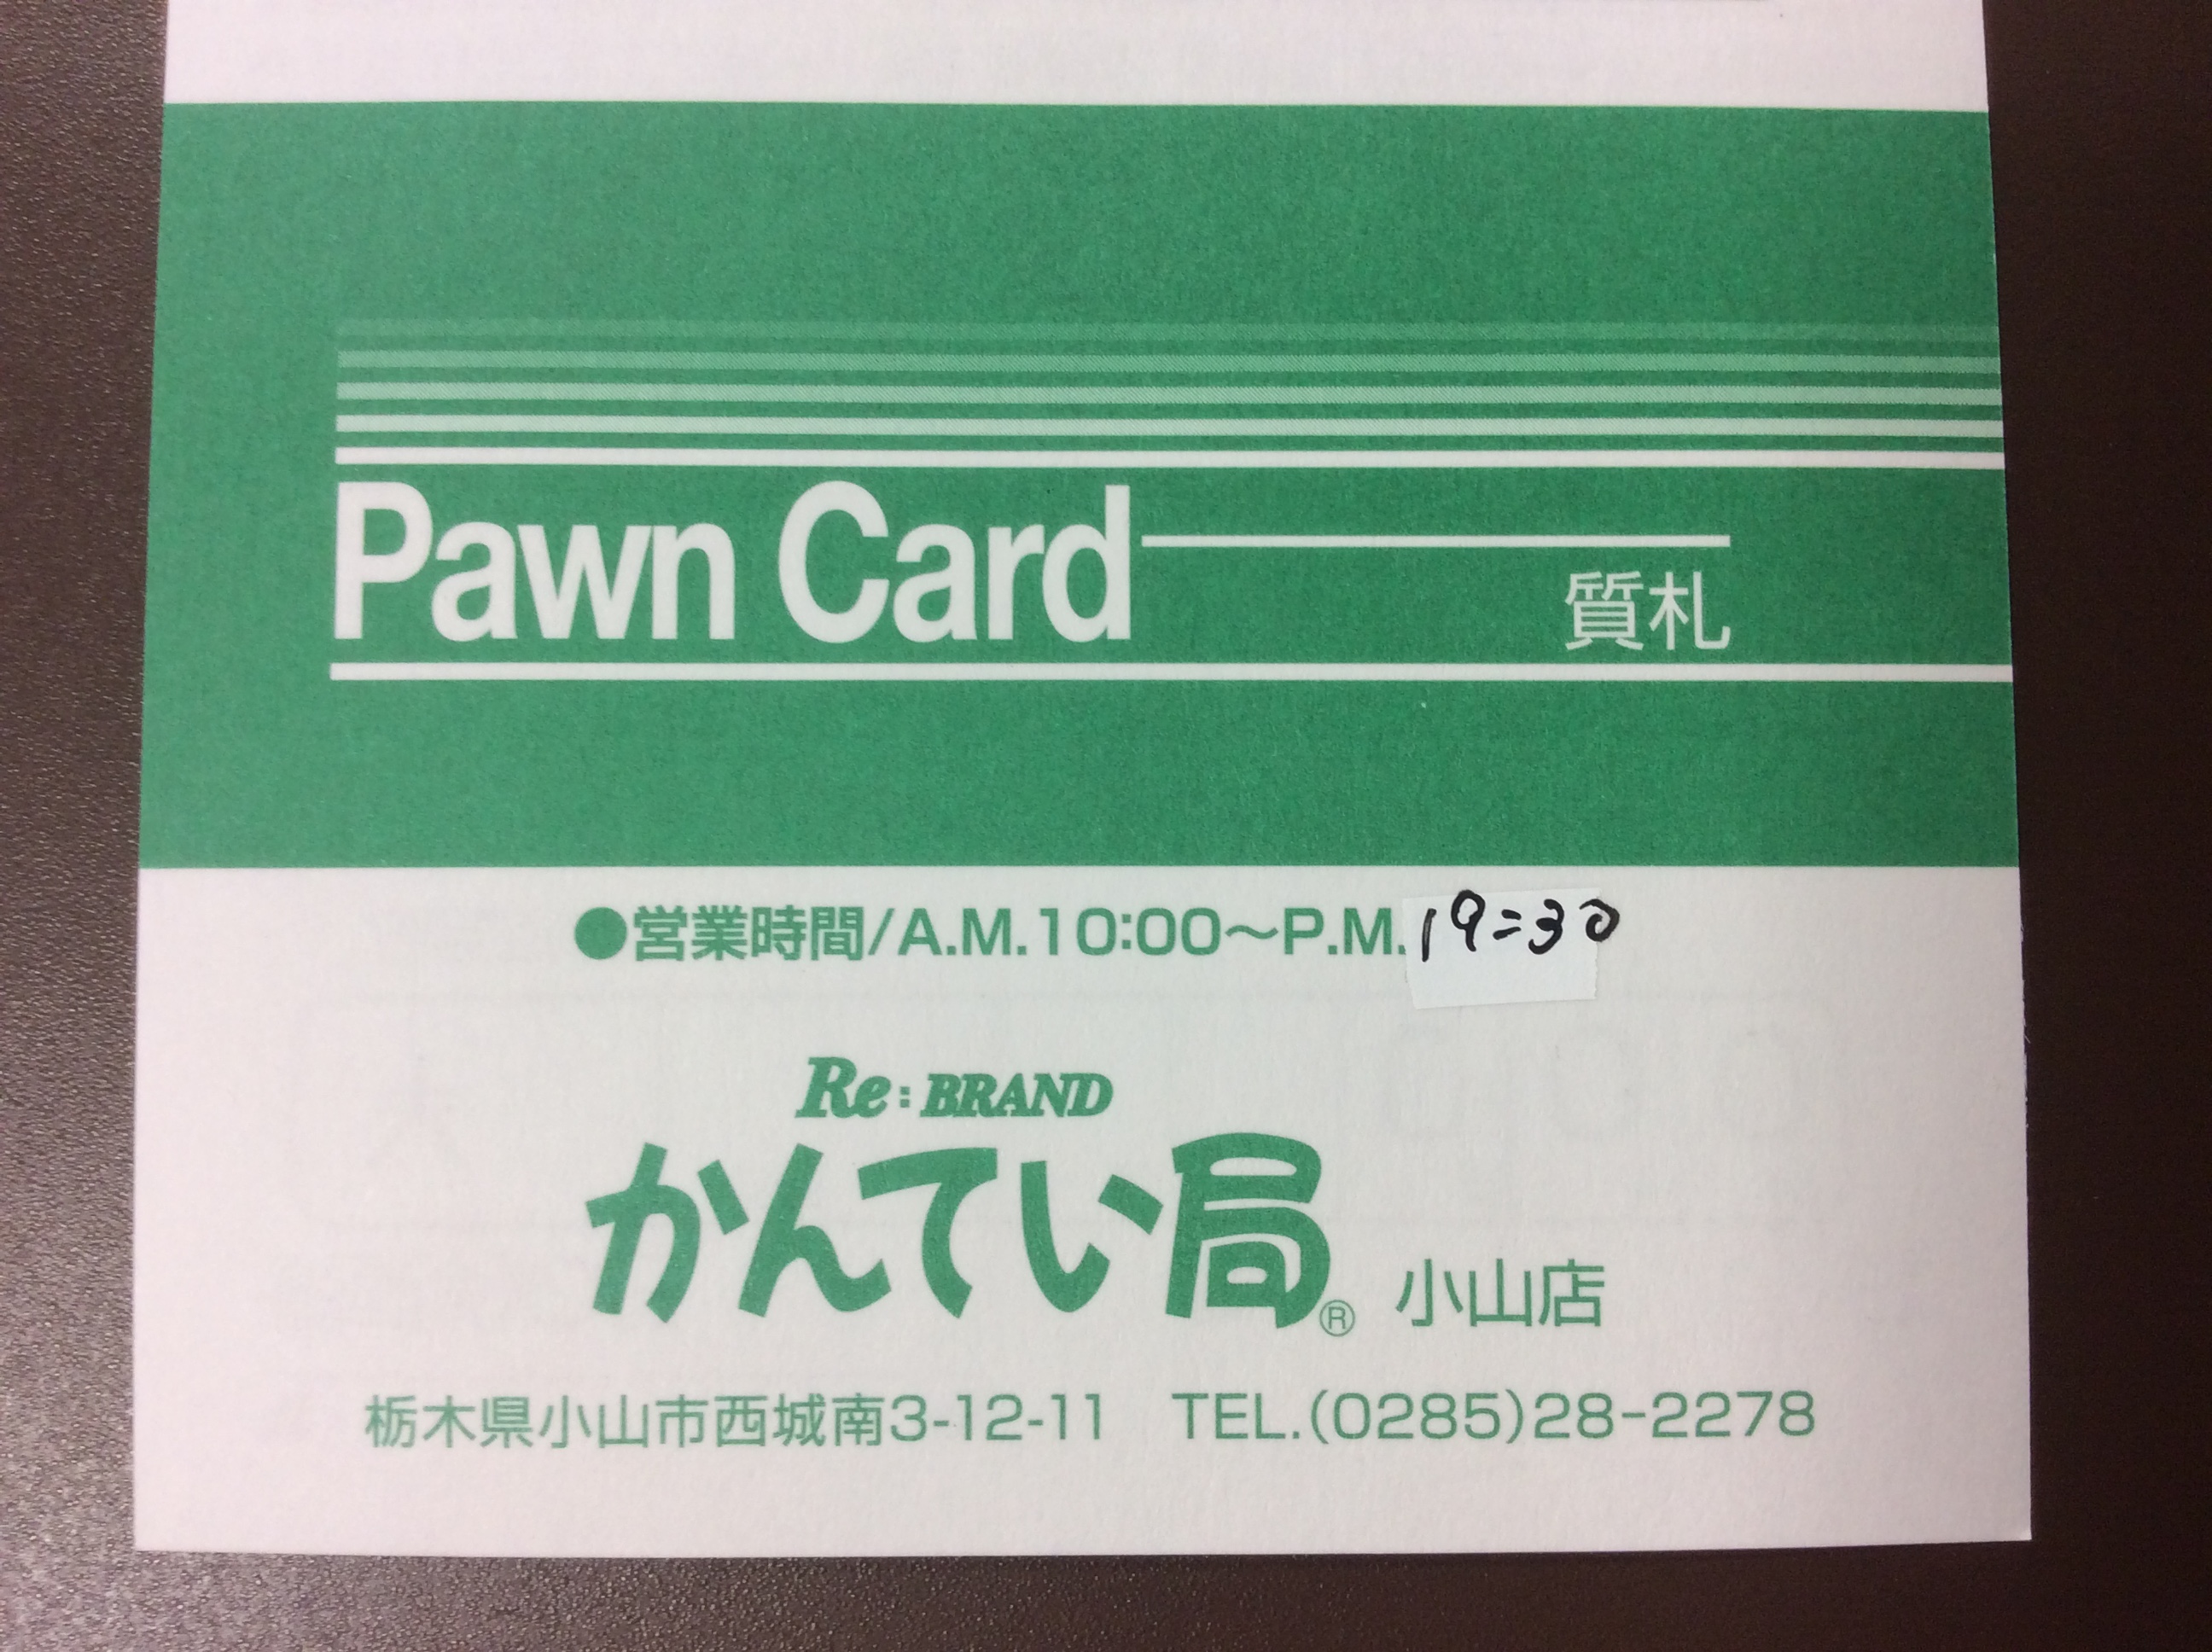 Pawn Card
質札
●営業時間/A.M.10:00～P.M.19:30
Re:BRAND
かんてい局® 小山店
栃木県小山市西城南3-12-11 TEL.(0285)28-2278